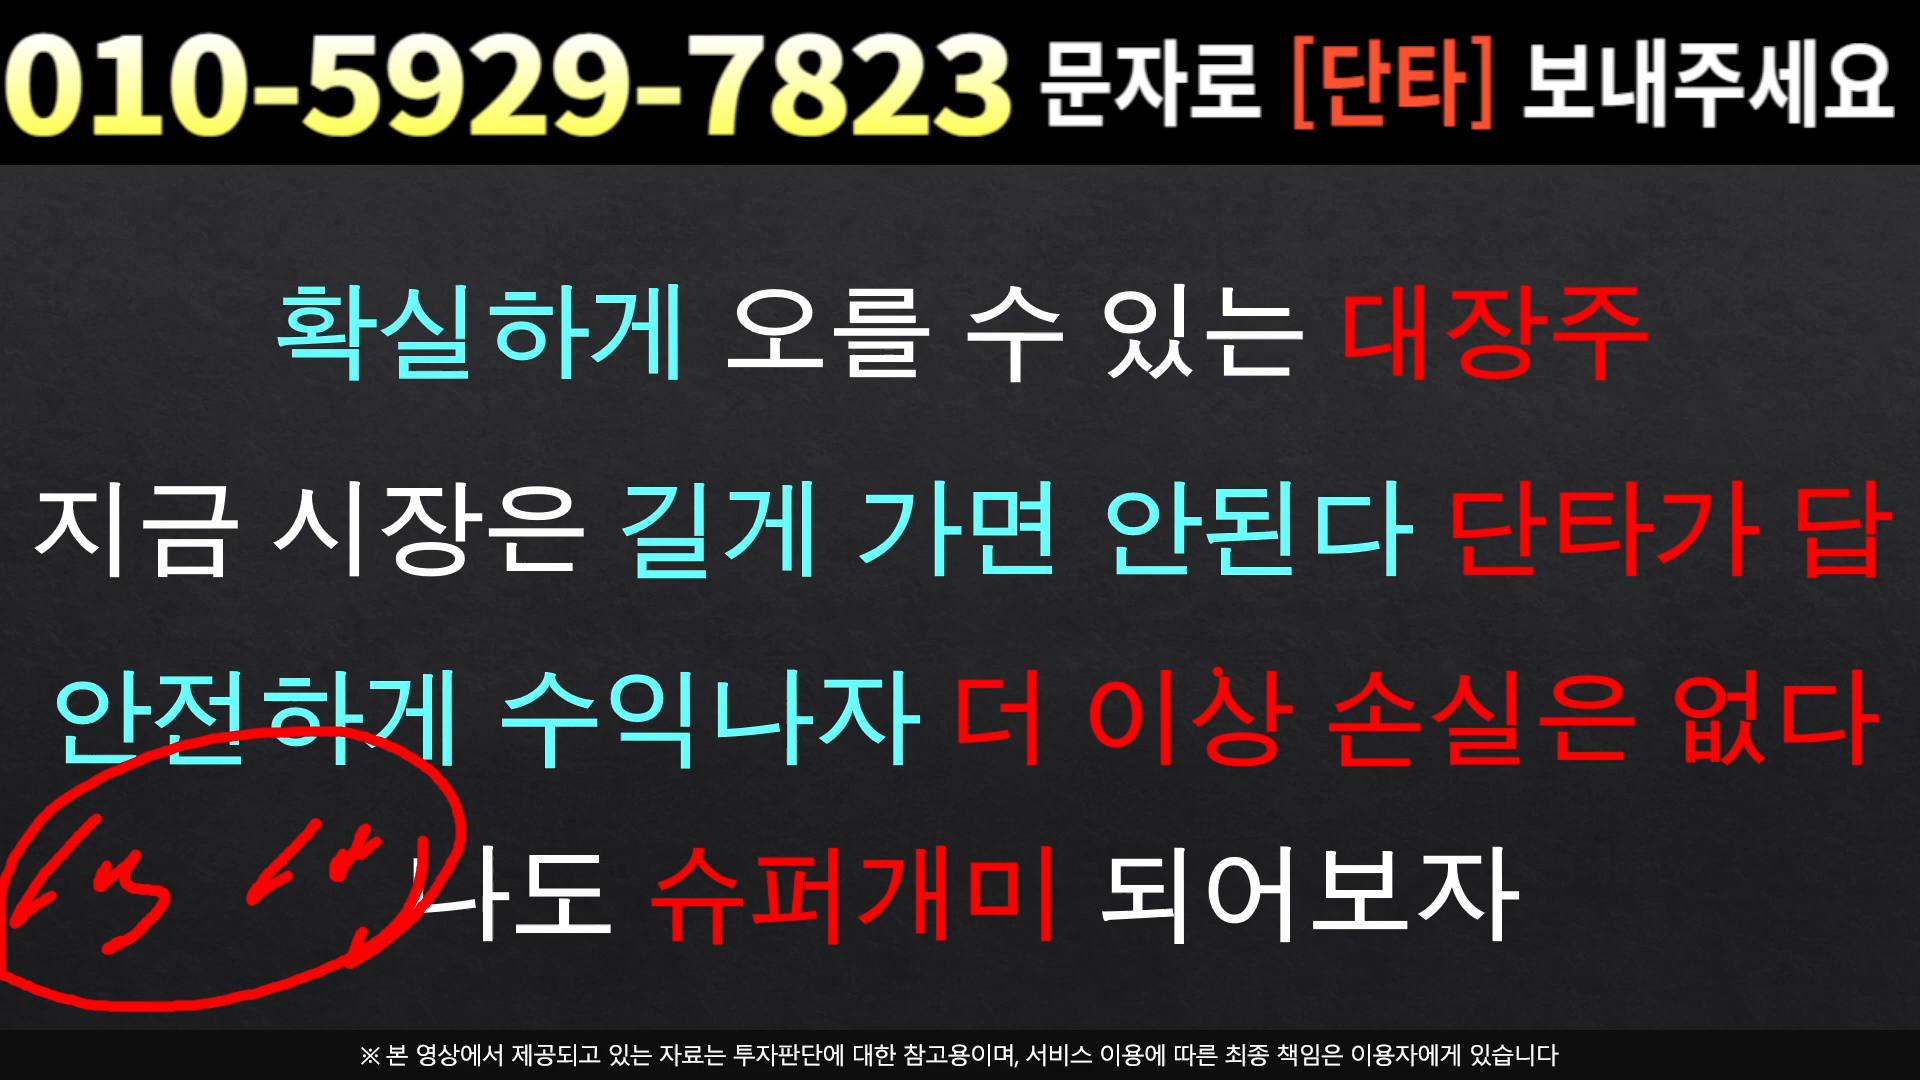 010-5929-7823 문자로 [단타] 보내주세요
확실하게 오를 수 있는 대장주
지금 시장은 길게 가면 안된다 단타가 답
안전하게 수익나자 더 이상 손실은 없다
나도 슈퍼개미 되어보자
※ 본 영상에서 제공되고 있는 자료는 투자판단에 대한 참고용이며, 서비스 이용에 따른 최종 책임은 이용자에게 있습니다